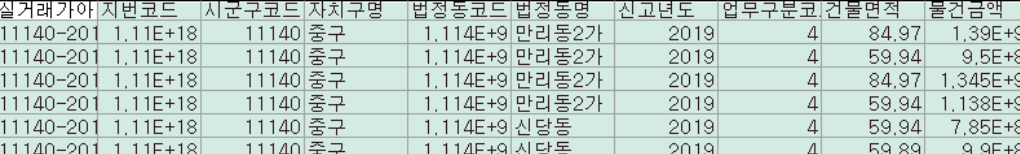 실거래가아 지번코드 시군구코드 자치구명 법정동코드 법정동명 신고년도 업무구분코 건물면적 물건금액
11140-201 1.11E+18 11140 중구 1.114E+9 만리동2가 2019 4 84.97 1.39E+9
11140-201 1.11E+18 11140 중구 1.114E+9 만리동2가 2019 4 59.94 9.5E+8
11140-201 1.11E+18 11140 중구 1.114E+9 만리동2가 2019 4 84.97 1.345E+9
11140-201 1.11E+18 11140 중구 1.114E+9 만리동2가 2019 4 59.94 1.138E+9
11140-201 1.11E+18 11140 중구 1.114E+9 신당동 2019 4 59.94 7.85E+8
11140-201 1.11E+18 11140 중구 1.114E+9 신당동 2019 4 59.89 9.9E+8